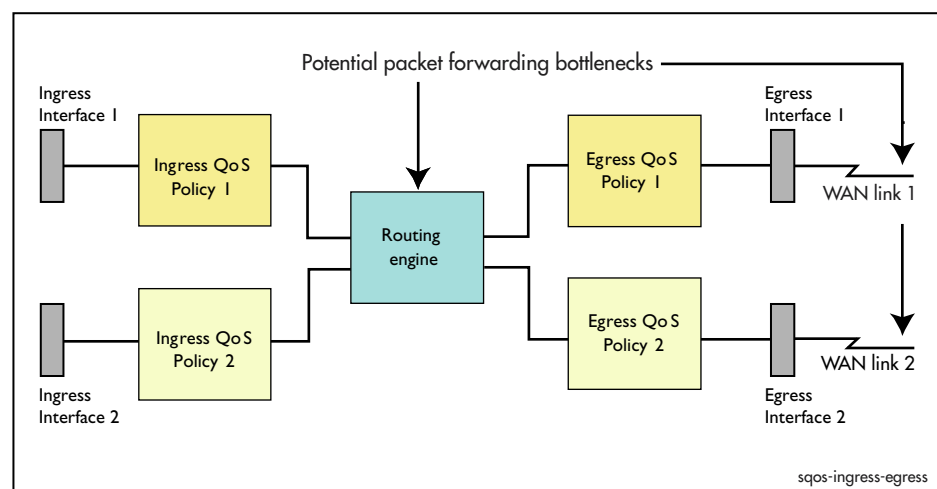 Potential packet forwarding bottlenecks
Ingress
Interface 1
Ingress QoS
Policy 1
Egress QoS
Policy 1
Egress
Interface 1
WAN link 1
Routing
engine
Ingress QoS
Policy 2
Egress QoS
Policy 2
WAN link 2
Ingress
Interface 2
Egress
Interface 2
sqos-ingress-egress